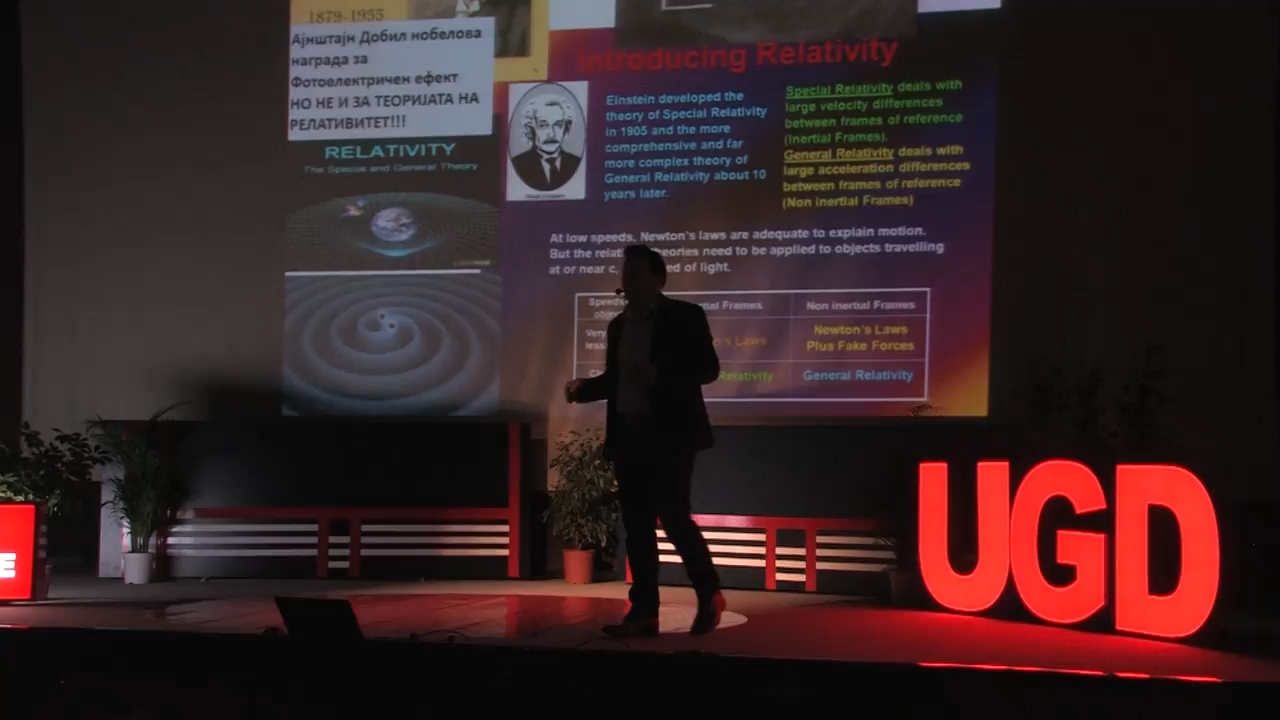 1879-1955
Ајнштајн Добил нобелова
награда за
Фотоелектричен ефект
НО НЕ И ЗА ТЕОРИЈАТА НА
РЕЛАТИВИТЕТ!!!
RELATIVITY
The Special and General Theory
Introducing Relativity
Einstein developed the
theory of Special Relativity
in 1905 and the more
comprehensive and far
more complex theory of
General Relativity about 10
years later.
Special Relativity deals with
large velocity differences
between frames of reference
(Inertial Frames).
General Relativity deals with
large acceleration differences
between frames of reference
(Non inertial Frames)
At low speeds, Newton's laws are adequate to explain motion.
But the theories need to be applied to objects travelling
at or near c, of light.
Frames
Non inertial Frames
Very
less
Laws
Newton's Laws
Plus Fake Forces
Relativity
General Relativity
UGD
E